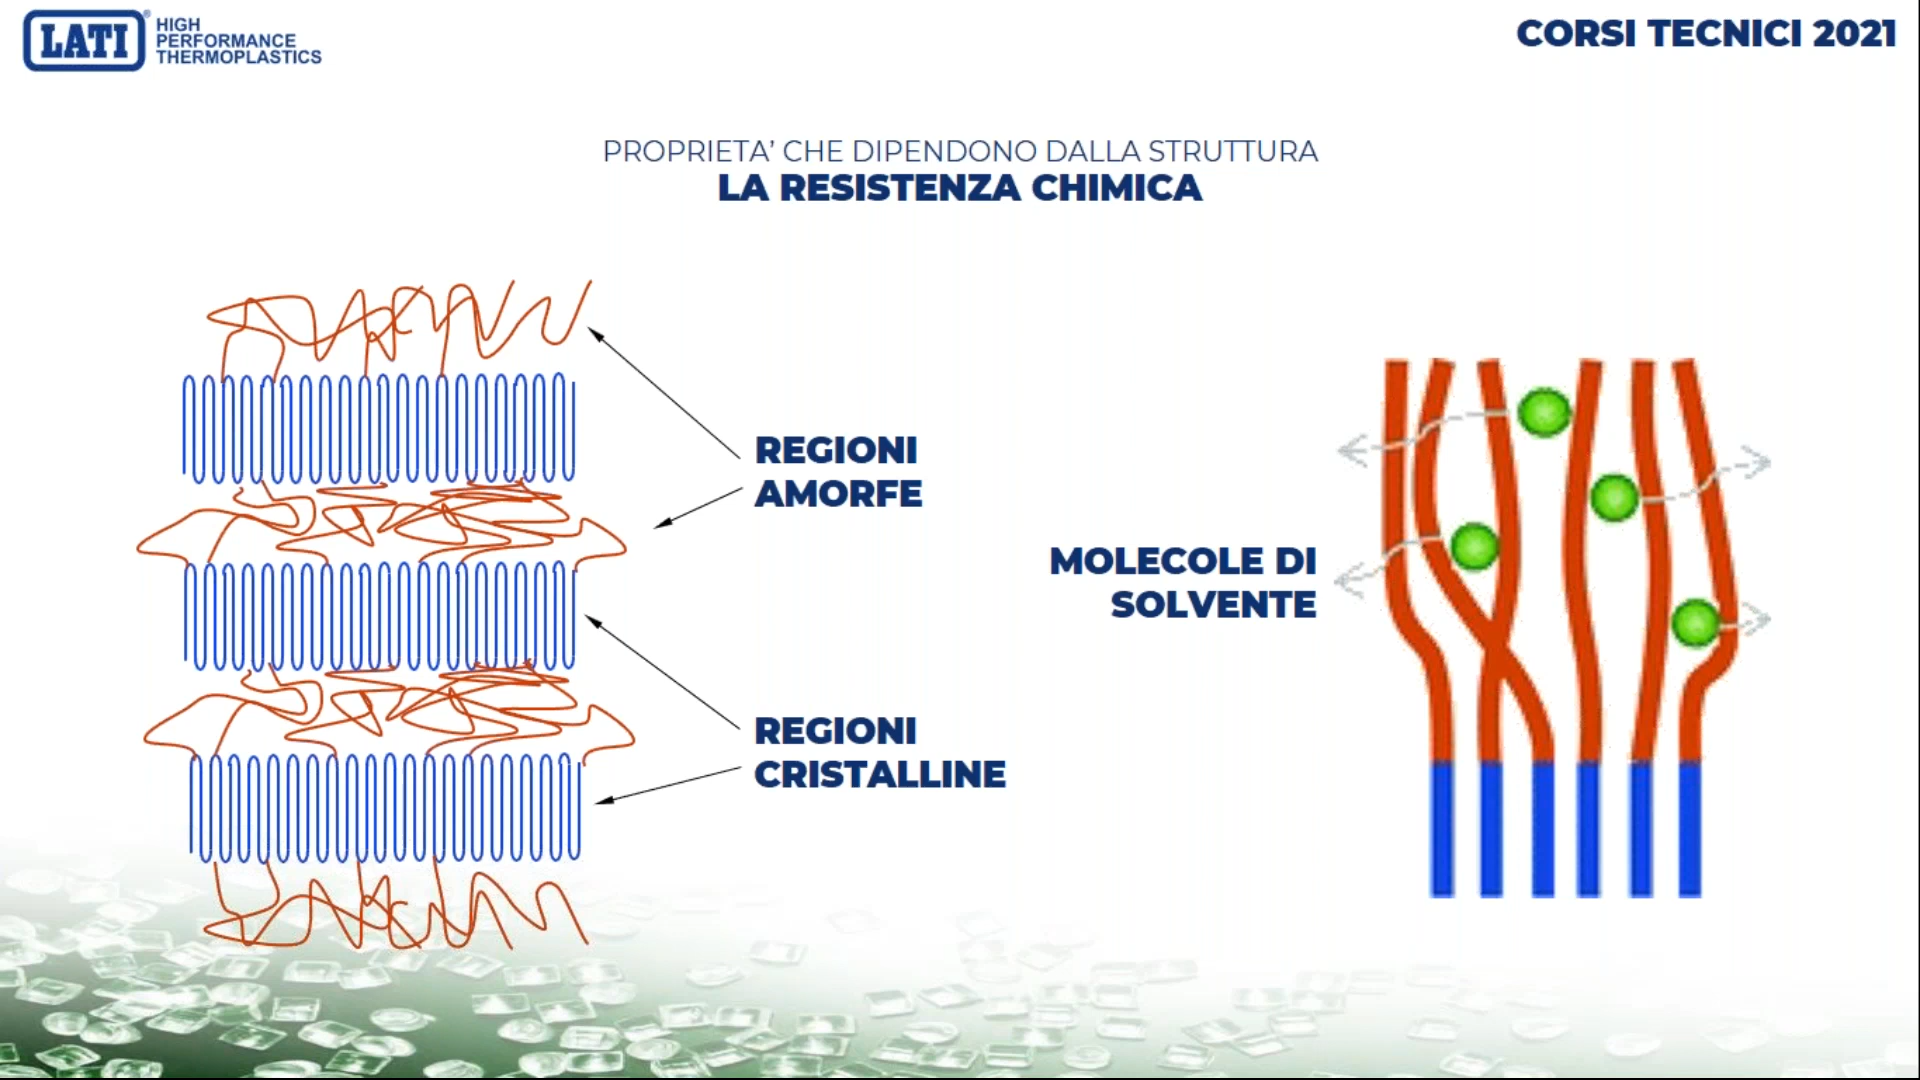 LATI®
HIGH
PERFORMANCE
THERMOPLASTICS
CORSI TECNICI 2021
PROPRIETA’ CHE DIPENDONO DALLA STRUTTURA
LA RESISTENZA CHIMICA
REGIONI
AMORFE
MOLECOLE DI
SOLVENTE
REGIONI
CRISTALLINE